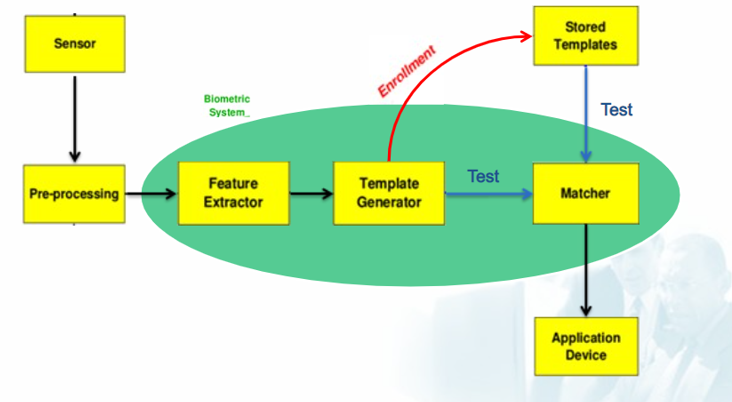 Sensor
Stored
Templates
Enrollment
Biometric
System_
Test
Pre-processing
Feature
Extractor
Template
Generator
Test
Matcher
Application
Device